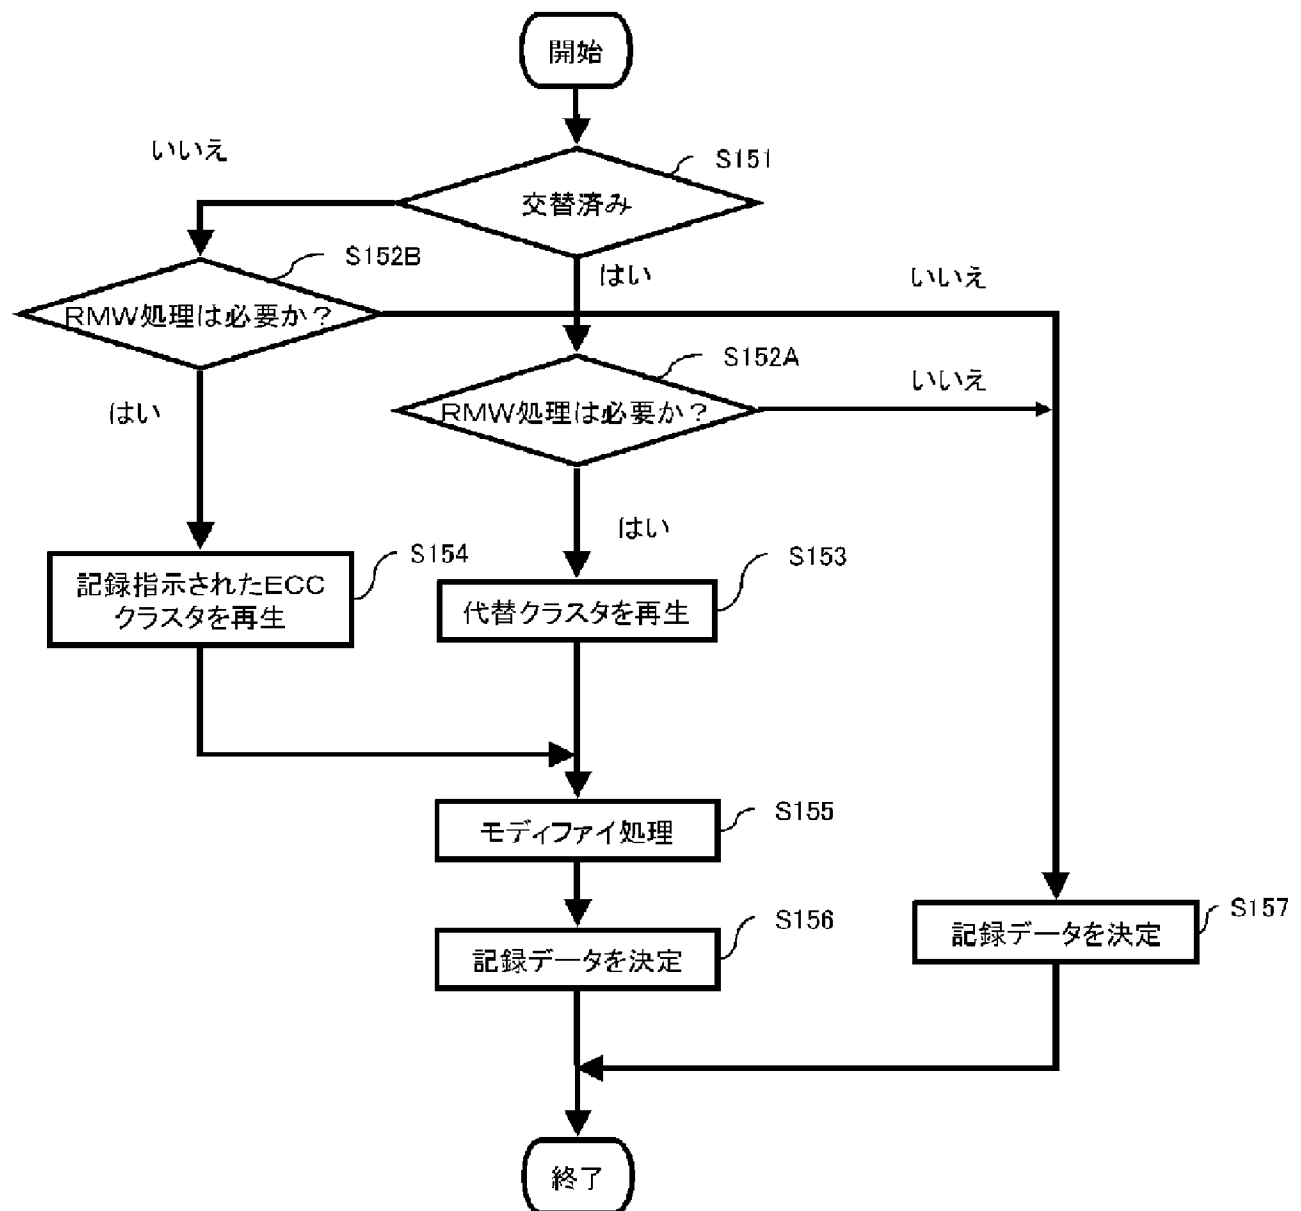 開始
いいえ
S151
交替済み
S152B
はい
いいえ
RMW処理は必要か?
S152A
いいえ
はい
RMW処理は必要か?
はい
S154
S153
記録指示されたECC
クラスタを再生
代替クラスタを再生
S155
モディファイ処理
S156
S157
記録データを決定
記録データを決定
終了